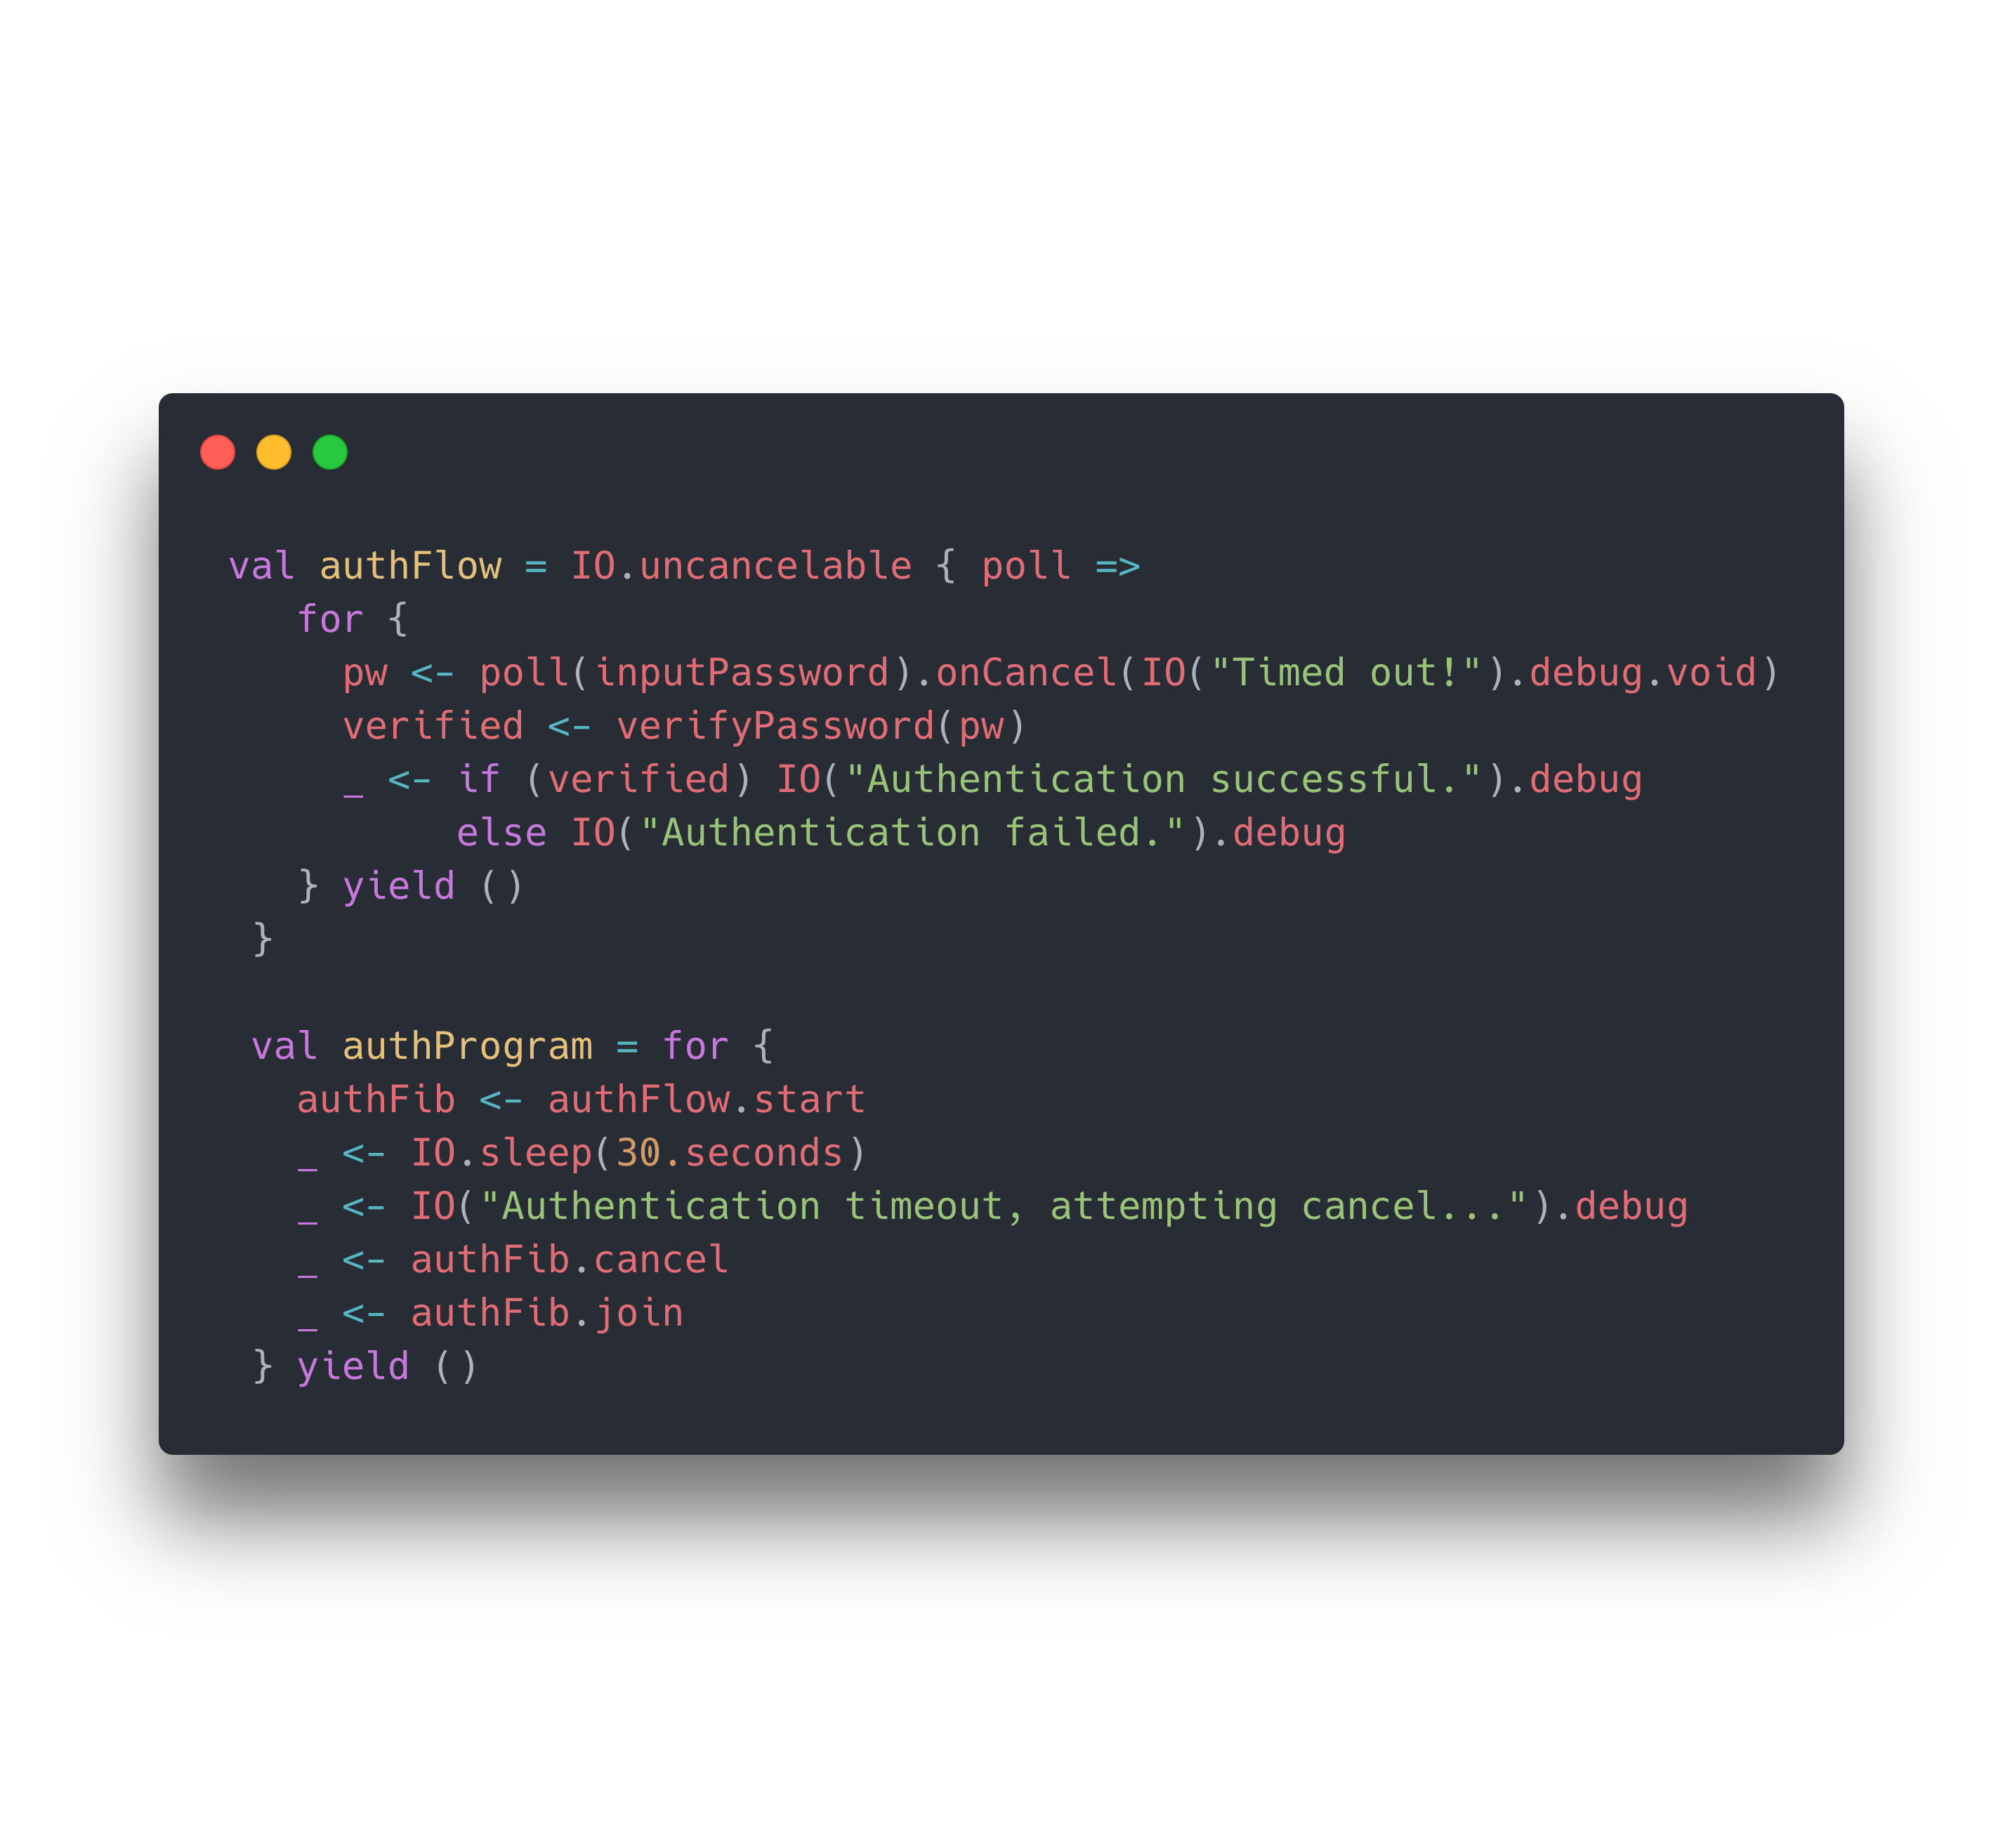 val authFlow = IO.uncancelable { poll =>
   for {
     pw <- poll(inputPassword).onCancel(IO("Timed out!").debug.void)
     verified <- verifyPassword(pw)
     _ <- if (verified) IO("Authentication successful.").debug
          else IO("Authentication failed.").debug
   } yield ()
 }

 val authProgram = for {
   authFib <- authFlow.start
   _ <- IO.sleep(30.seconds)
   _ <- IO("Authentication timeout, attempting cancel...").debug
   _ <- authFib.cancel
   _ <- authFib.join
 } yield ()